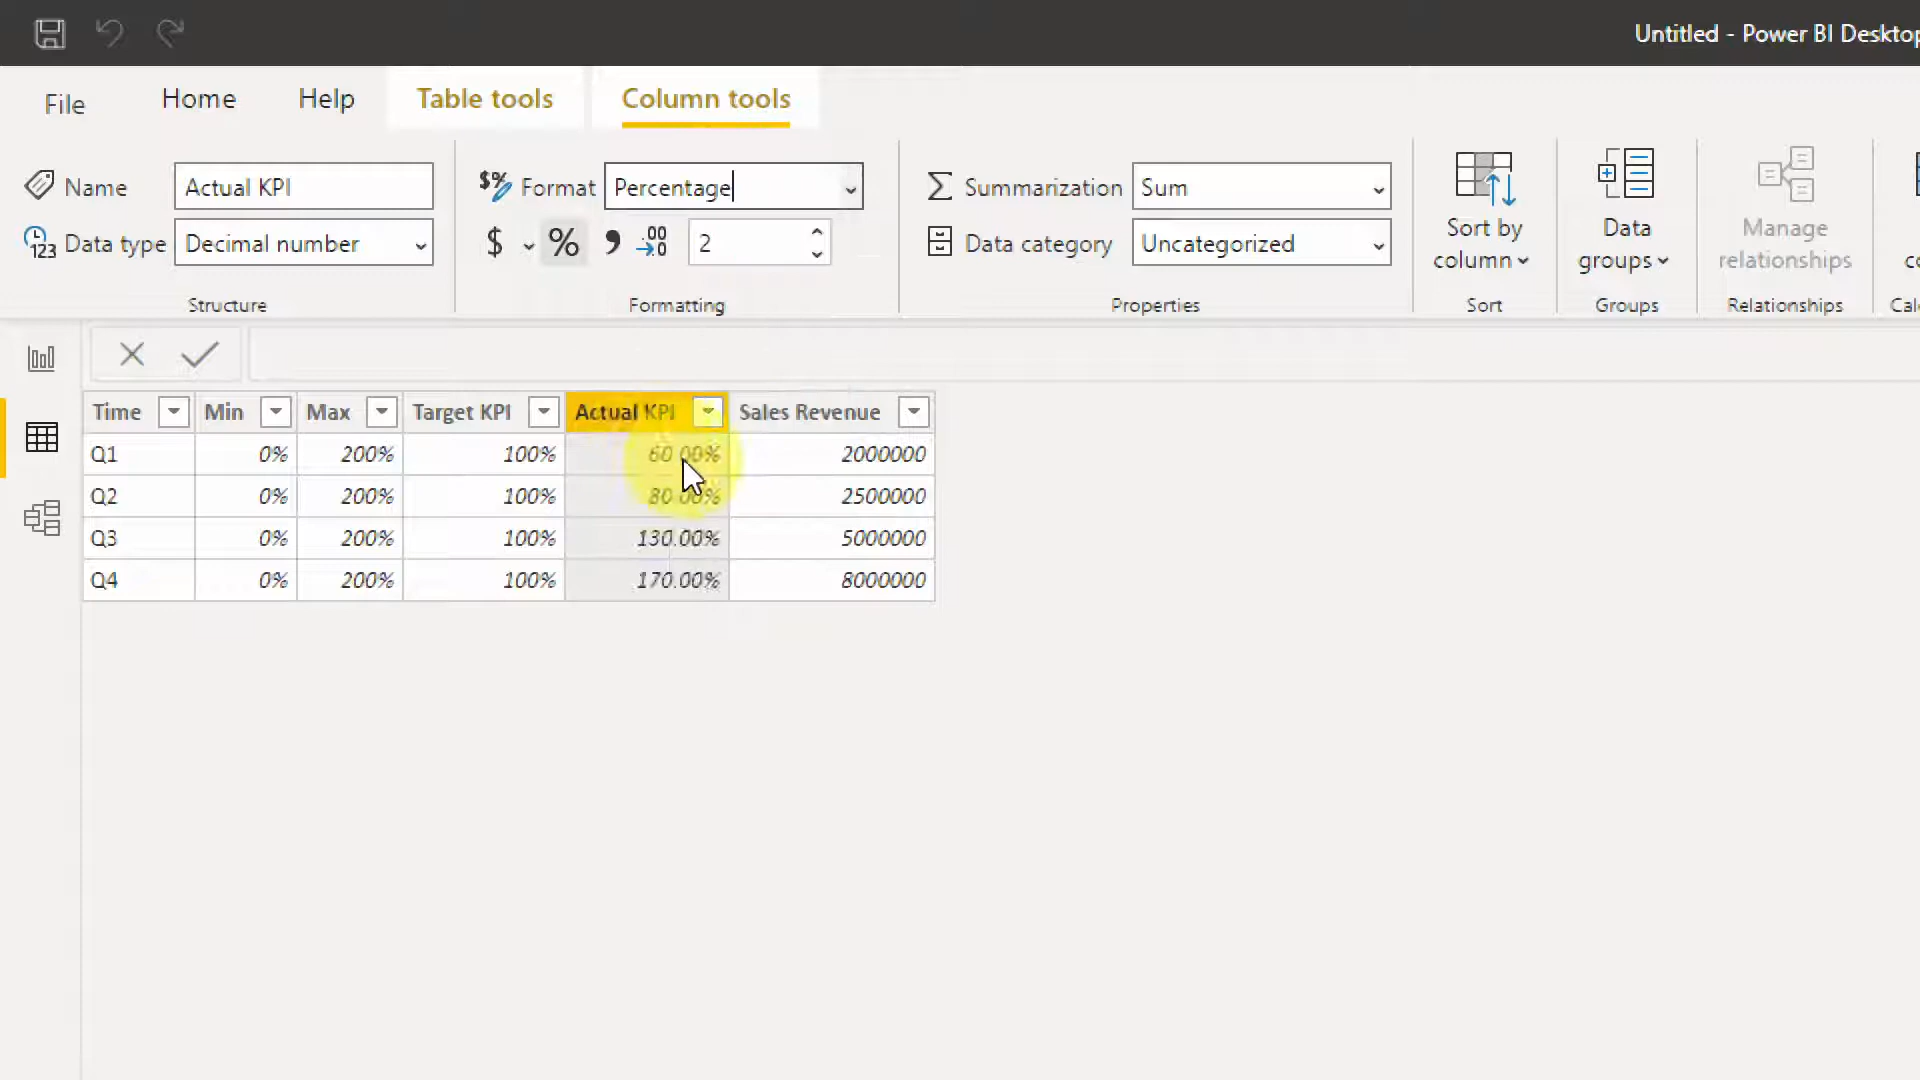 Untitled - Power BI Desktop
File Home Help Table tools Column tools
Name Actual KPI $% Format Percentage Summarization Sum
123 Data type Decimal number $ % , .00 .0 2 Data category Uncategorized
Sort by column
Data groups
Manage relationships
Structure Formatting Properties Sort Groups Relationships
Time Min Max Target KPI Actual KPI Sales Revenue
Q1 0% 200% 100% 60.00% 2000000
Q2 0% 200% 100% 80.00% 2500000
Q3 0% 200% 100% 130.00% 5000000
Q4 0% 200% 100% 170.00% 8000000